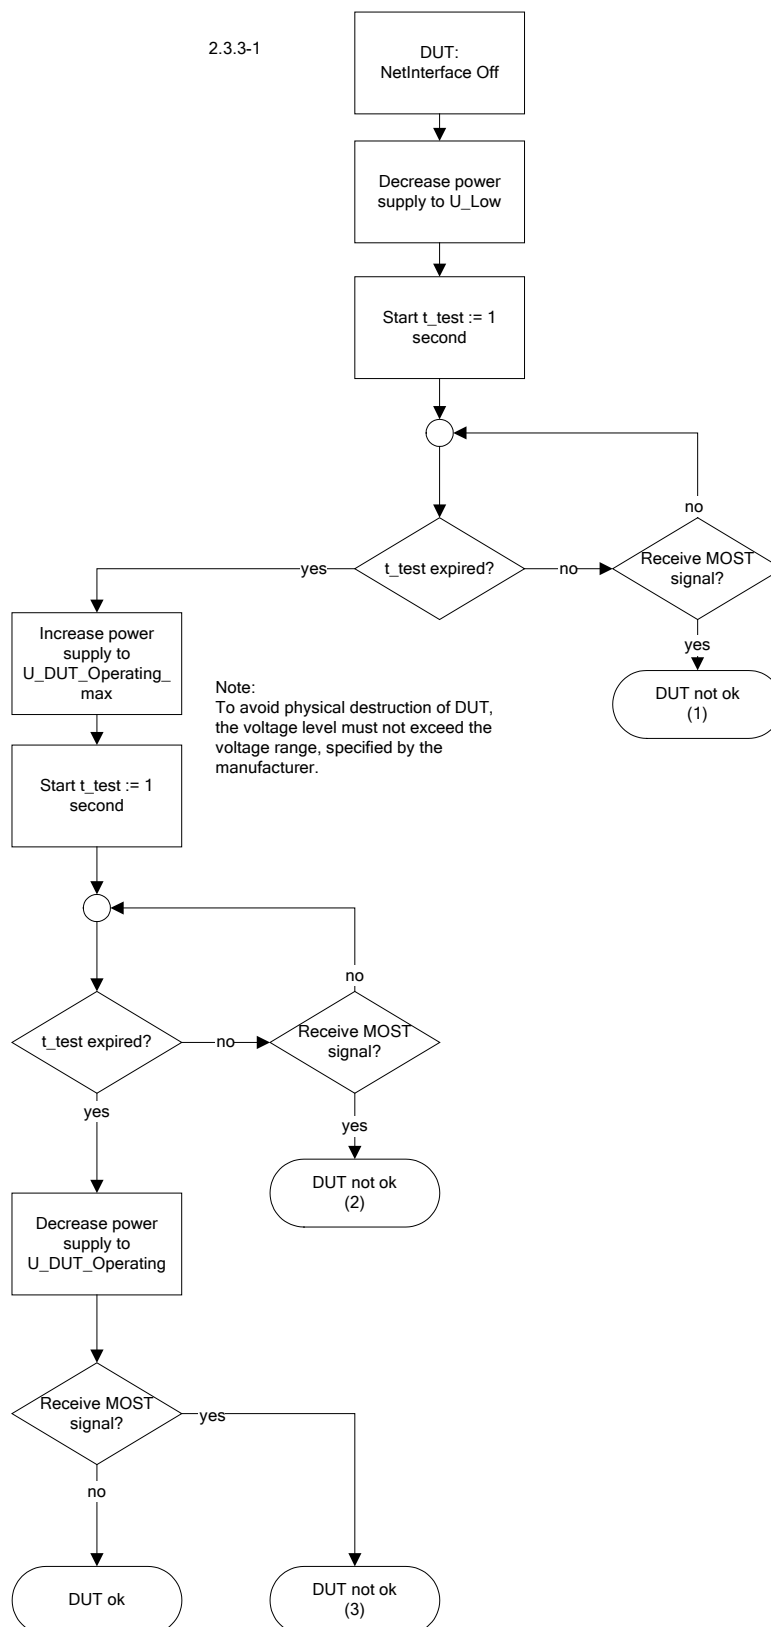 2.3.3-1
DUT:
NetInterface Off
Decrease power
supply to U_Low
Start t_test := 1
second
no
yes
t_test expired?
no
Receive MOST
signal?
yes
Increase power
supply to
U_DUT_Operating_
max
Note:
To avoid physical destruction of DUT,
the voltage level must not exceed the
voltage range, specified by the
manufacturer.
DUT not ok
(1)
Start t_test := 1
second
no
t_test expired?
no
Receive MOST
signal?
yes
yes
DUT not ok
(2)
Decrease power
supply to
U_DUT_Operating
Receive MOST
signal?
yes
no
DUT ok
DUT not ok
(3)